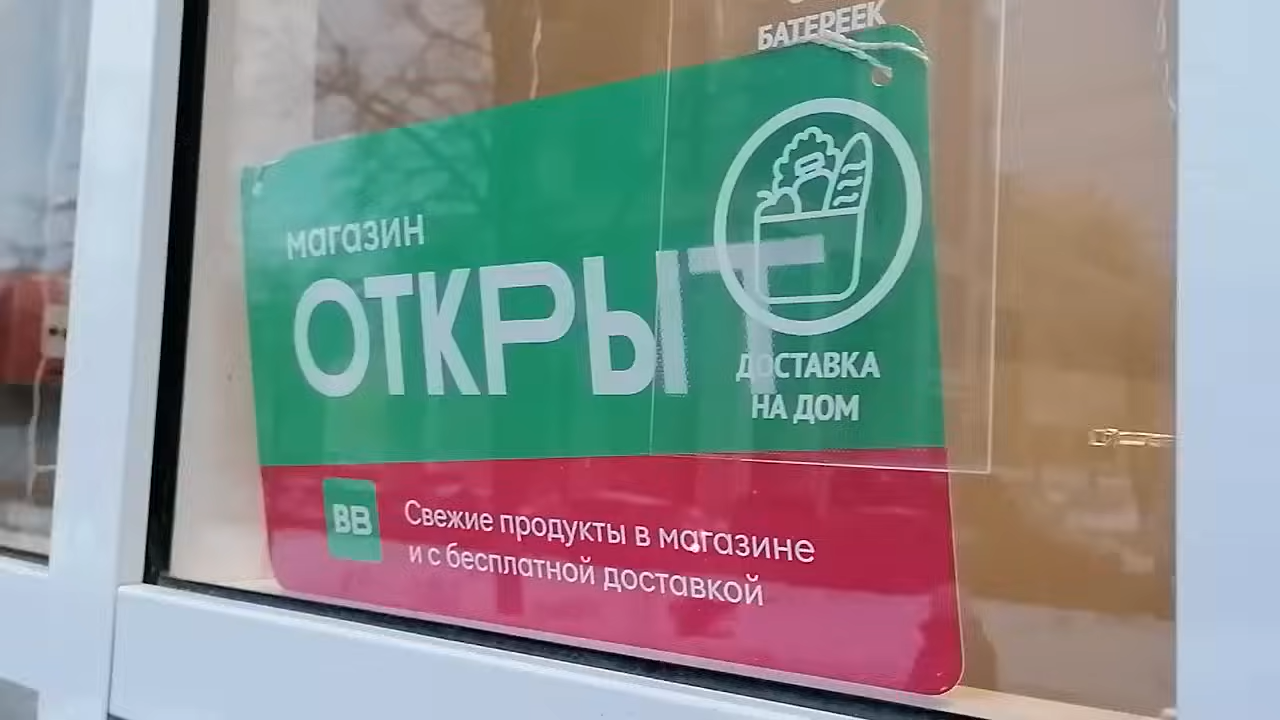 БАТЕРЕЕК
магазин
ОТКРЫТ
ДОСТАВКА
НА ДОМ
ВВ
Свежие продукты в магазине
и с бесплатной доставкой